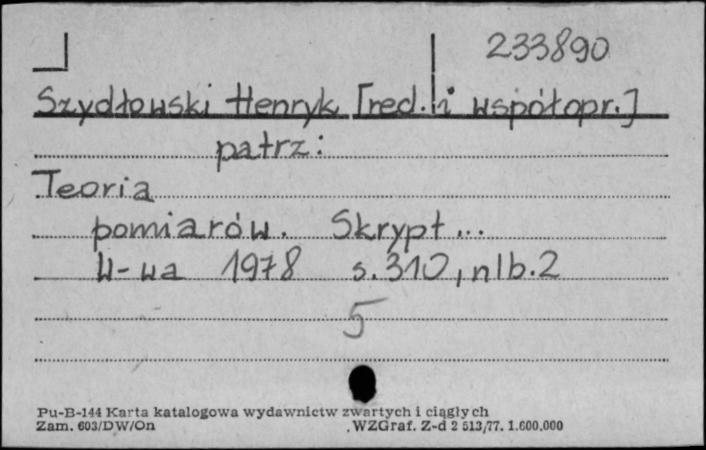 233890
Szydłowski Henryk [red. i współopr.]
patrz:
Teoria
pomiarów. Skrypt...
W-wa 1978 s. 310, nlb. 2
5
Pu-B-144 Karta katalogowa wydawnictw zwartych i ciągłych
Zam. 603/DW/On WZGraf. Z-d 2 513/77. 1.600.000